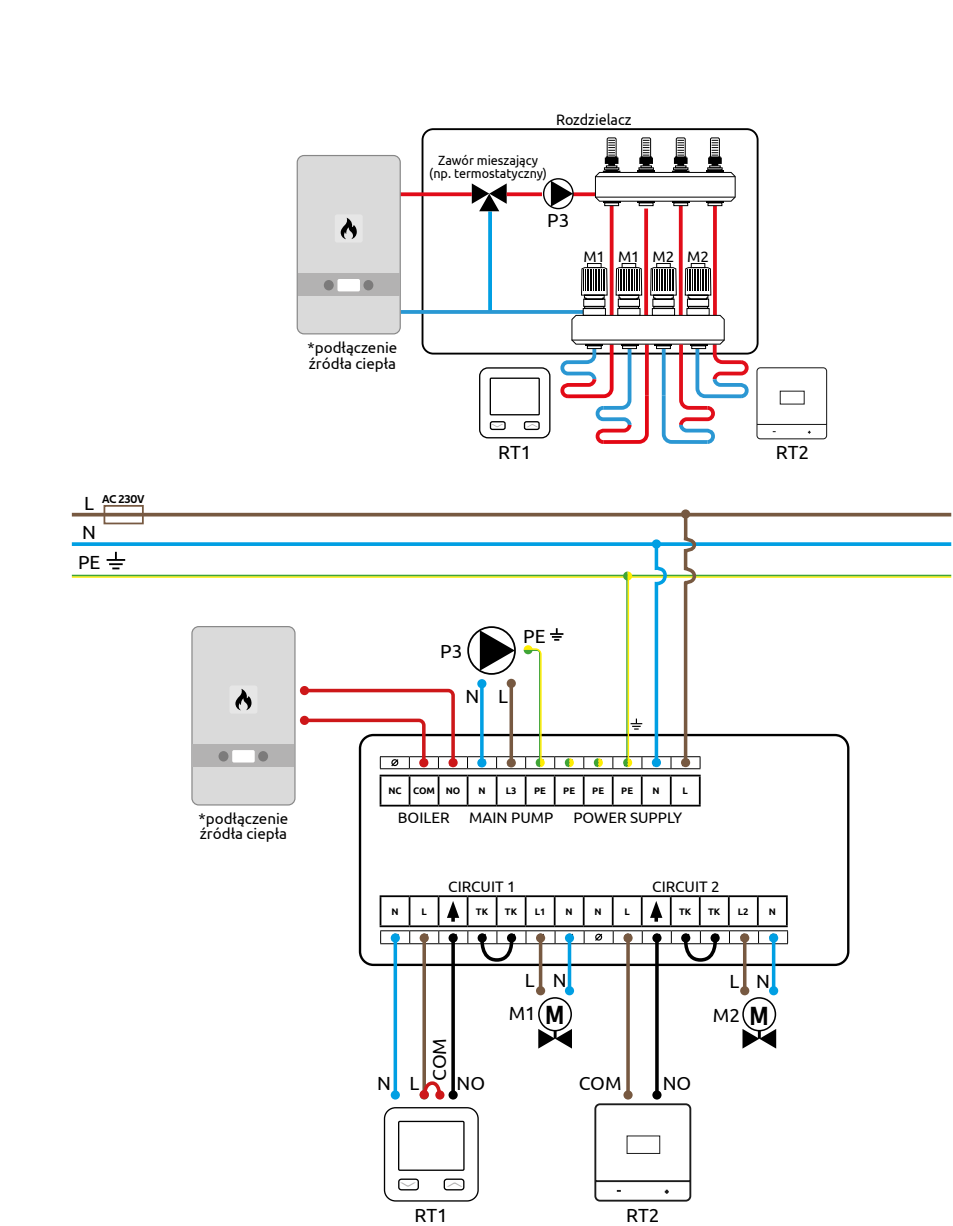 Rozdzielacz
Zawór mieszający
(np. termostatyczny)
P3
M1 M1 M2 M2
*podłączenie
źródła ciepła
RT1
RT2
L AC 230V
N
PE
P3
PE
N L
*podłączenie
źródła ciepła
ø
NC COM NO N L3 PE PE PE PE N L
BOILER MAIN PUMP POWER SUPPLY
CIRCUIT 1 CIRCUIT 2
N L TK TK L1 N N L TK TK L2 N
ø
L N L N
M1 M M2 M
COM
N L NO COM NO
- +
RT1 RT2